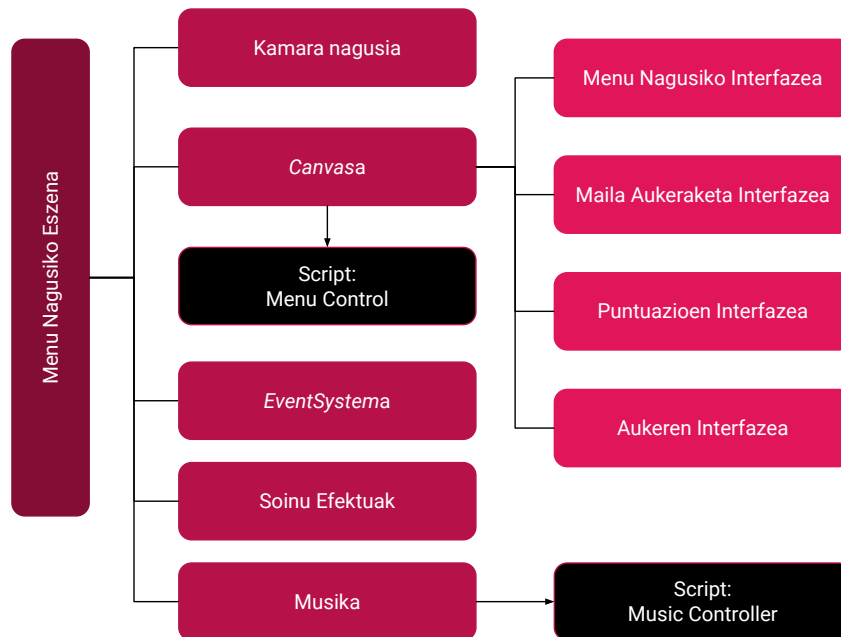 Menu Nagusiko Eszena
Kamara nagusia
Canvasa
Script:
Menu Control
EventSystema
Soinu Efektuak
Musika
Menu Nagusiko Interfazea
Maila Aukeraketa Interfazea
Puntuazioen Interfazea
Aukeren Interfazea
Script:
Music Controller